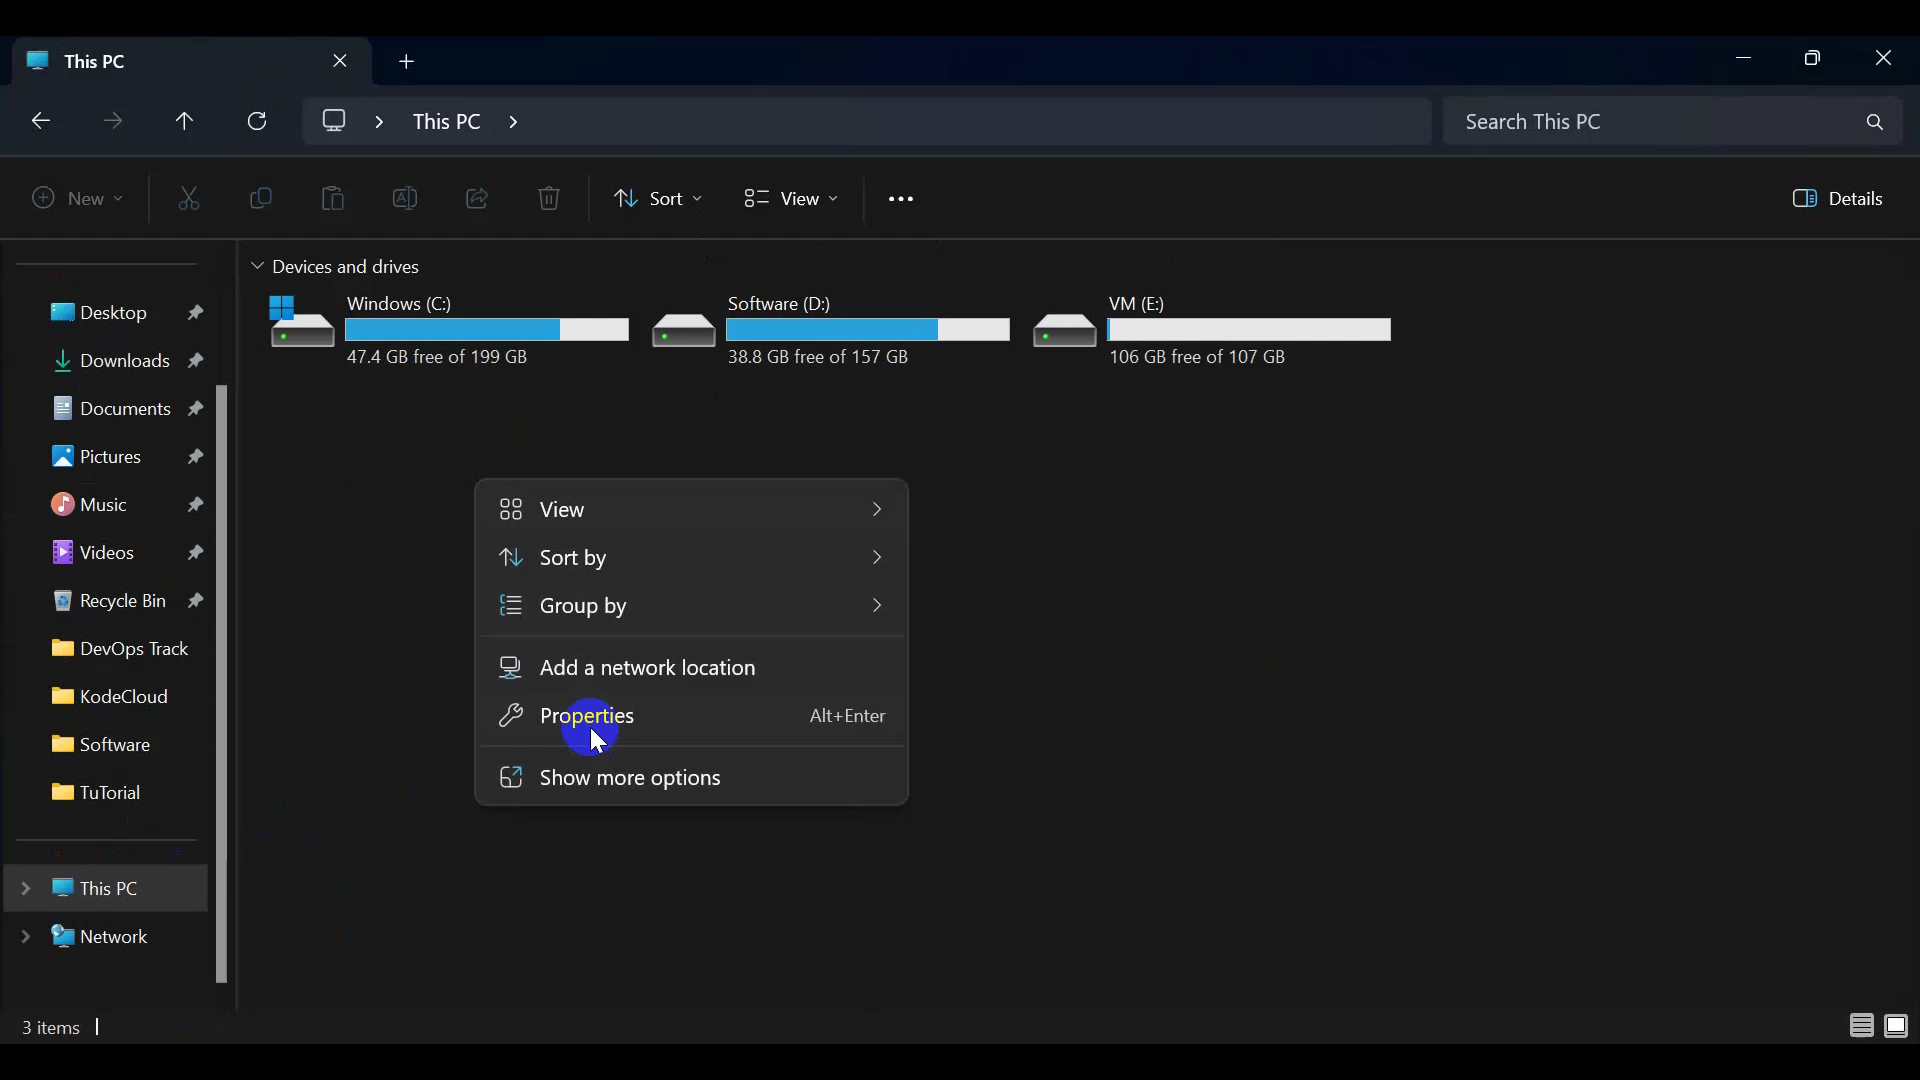 This PC
This PC
Search This PC
New
Sort
View
Details
Devices and drives
Windows (C:)
47.4 GB free of 199 GB
Software (D:)
38.8 GB free of 157 GB
VM (E:)
106 GB free of 107 GB
Desktop
Downloads
Documents
Pictures
Music
Videos
Recycle Bin
DevOps Track
KodeCloud
Software
TuTorial
This PC
Network
View
Sort by
Group by
Add a network location
Properties Alt+Enter
Show more options
3 items